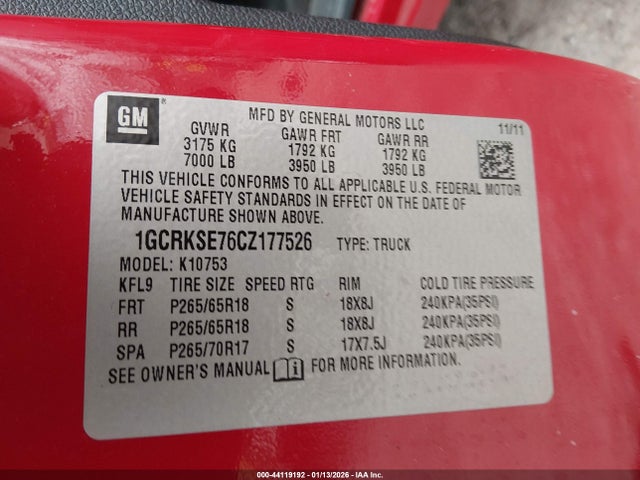 GM ®
MFD BY GENERAL MOTORS LLC 11/11
GVWR GAWR FRT GAWR RR
3175 KG 1792 KG 1792 KG
7000 LB 3950 LB 3950 LB
THIS VEHICLE CONFORMS TO ALL APPLICABLE U.S. FEDERAL MOTOR
VEHICLE SAFETY STANDARDS IN EFFECT ON THE DATE OF
MANUFACTURE SHOWN ABOVE.
1GCRKSE76CZ177526 TYPE: TRUCK
MODEL: K10753
KFL9 TIRE SIZE SPEED RTG RIM COLD TIRE PRESSURE
FRT P265/65R18 S 18X8J 240KPA(35PSI)
RR P265/65R18 S 18X8J 240KPA(35PSI)
SPA P265/70R17 S 17X7.5J 240KPA(35PSI)
SEE OWNER'S MANUAL i FOR MORE INFORMATION.
000-44119192 — 01/13/2026 — IAA Inc.